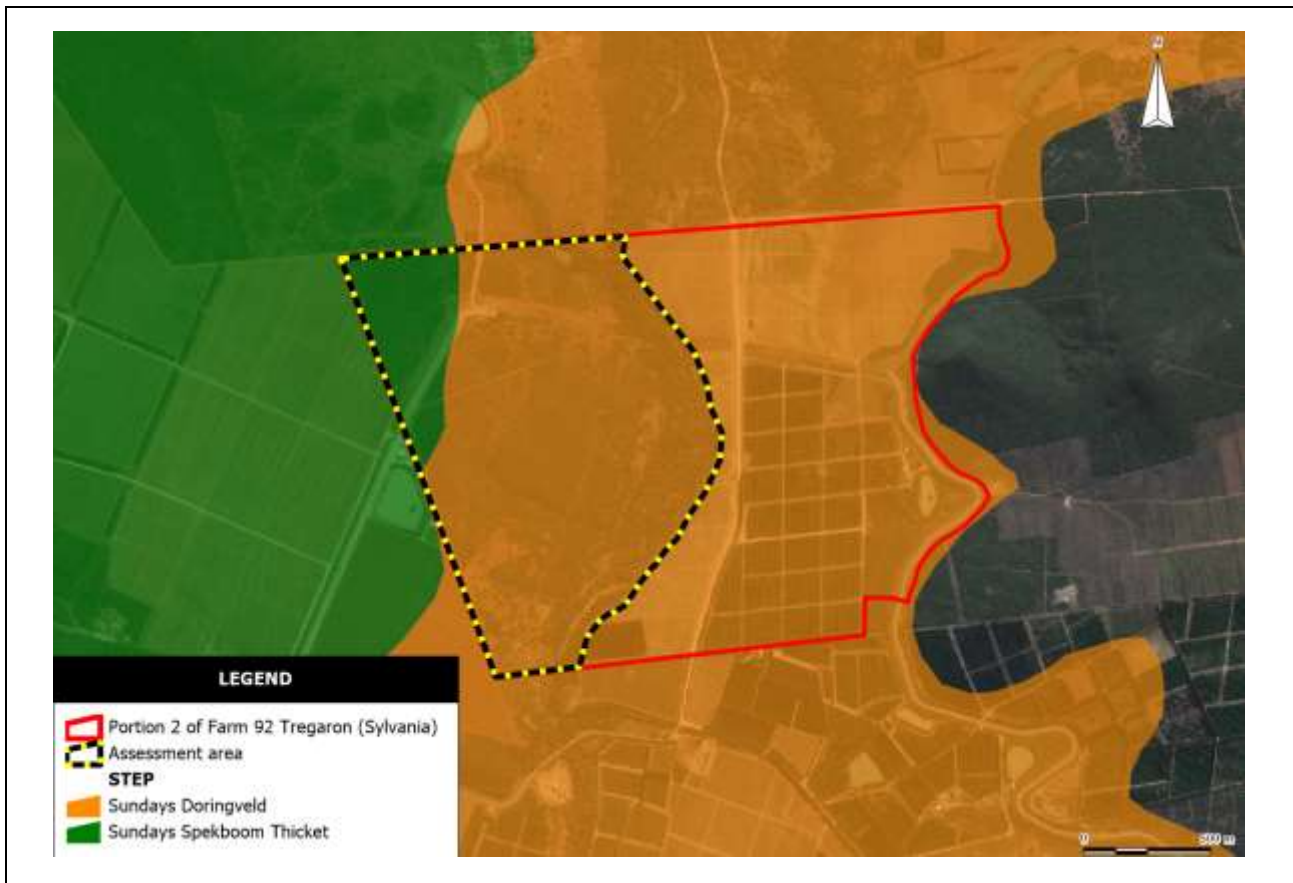 N
LEGEND
Portion 2 of Farm 92 Tregaron (Sylvania)
Assessment area
STEP
Sundays Doringveld
Sundays Spekboom Thicket
0 500 m